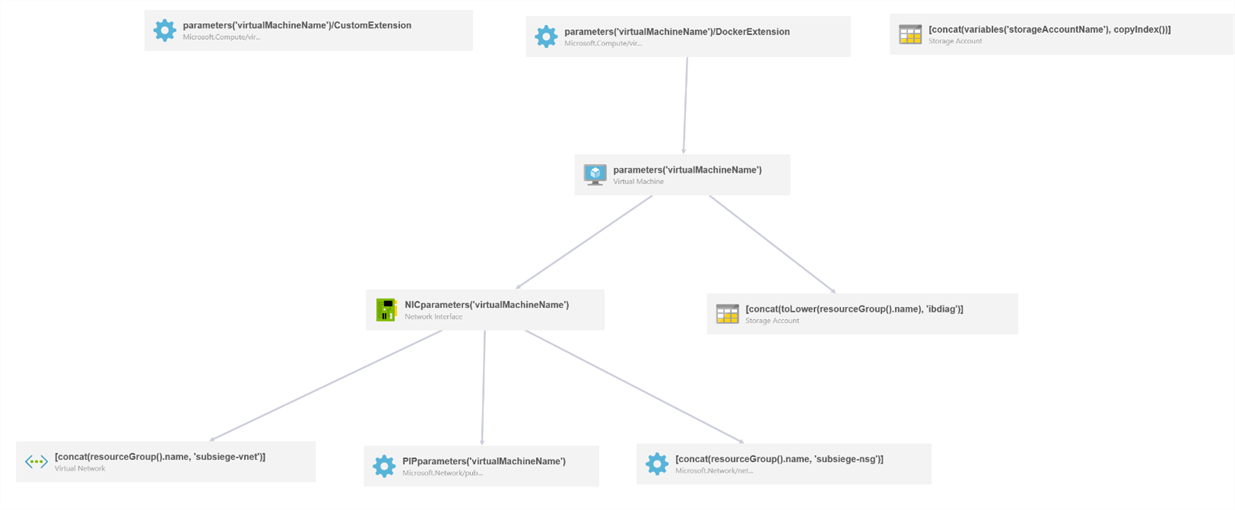 parameters('virtualMachineName')/CustomExtension
Microsoft.Compute/vir...
parameters('virtualMachineName')/DockerExtension
Microsoft.Compute/vir...
[concat(variables('storageAccountName'), copyIndex())]
Storage Account
parameters('virtualMachineName')
Virtual Machine
NICparameters('virtualMachineName')
Network Interface
[concat(toLower(resourceGroup().name), 'ibdiag')]
Storage Account
[concat(resourceGroup().name, 'subsiege-vnet')]
Virtual Network
PIPparameters('virtualMachineName')
Microsoft.Network/pub...
[concat(resourceGroup().name, 'subsiege-nsg')]
Microsoft.Network/net...